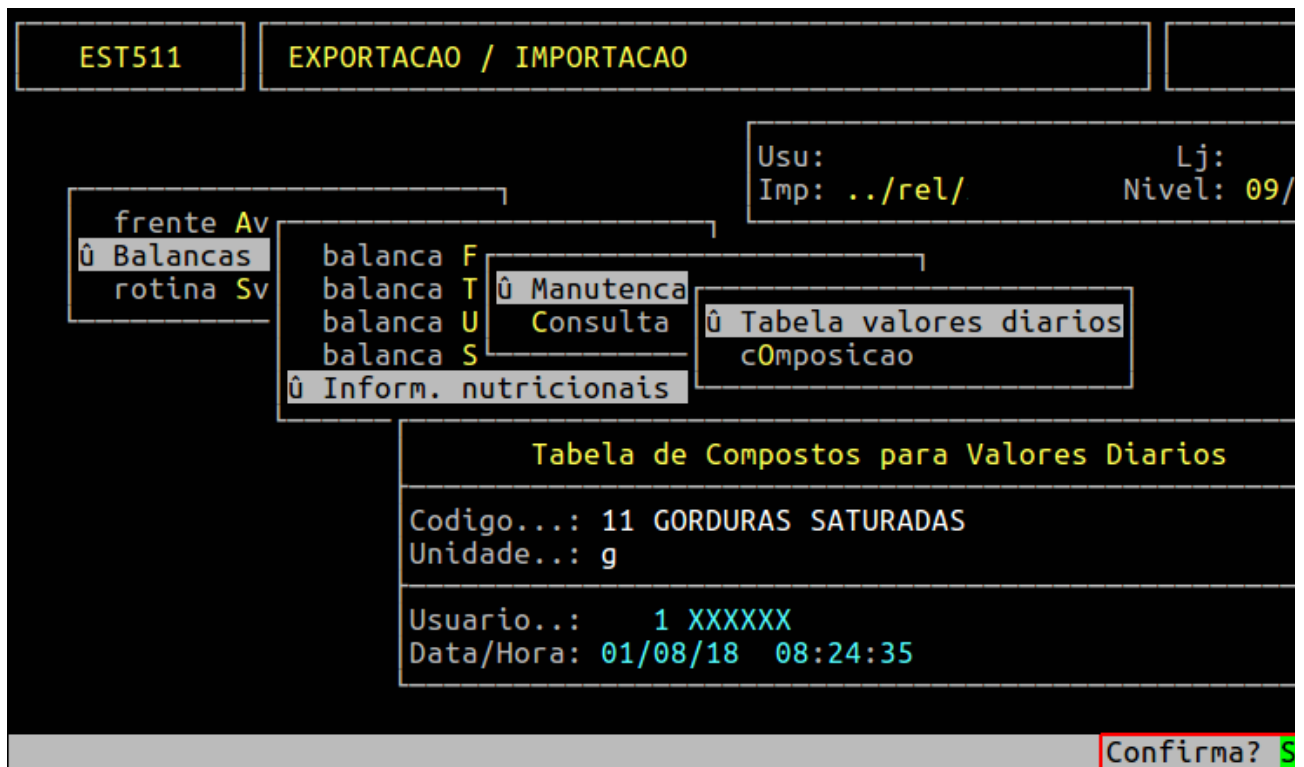 EST511
EXPORTACAO / IMPORTACAO
Usu: Lj:
Imp: ../rel/ Nivel: 09/
frente Av
û Balancas
rotina Sv
balanca F
balanca T
balanca U
balanca S
û Inform. nutricionais
û Manutenca
Consulta
û Tabela valores diarios
cOmposicao
Tabela de Compostos para Valores Diarios
Codigo...: 11 GORDURAS SATURADAS
Unidade..: g
Usuario..: 1 XXXXXX
Data/Hora: 01/08/18 08:24:35
Confirma? S